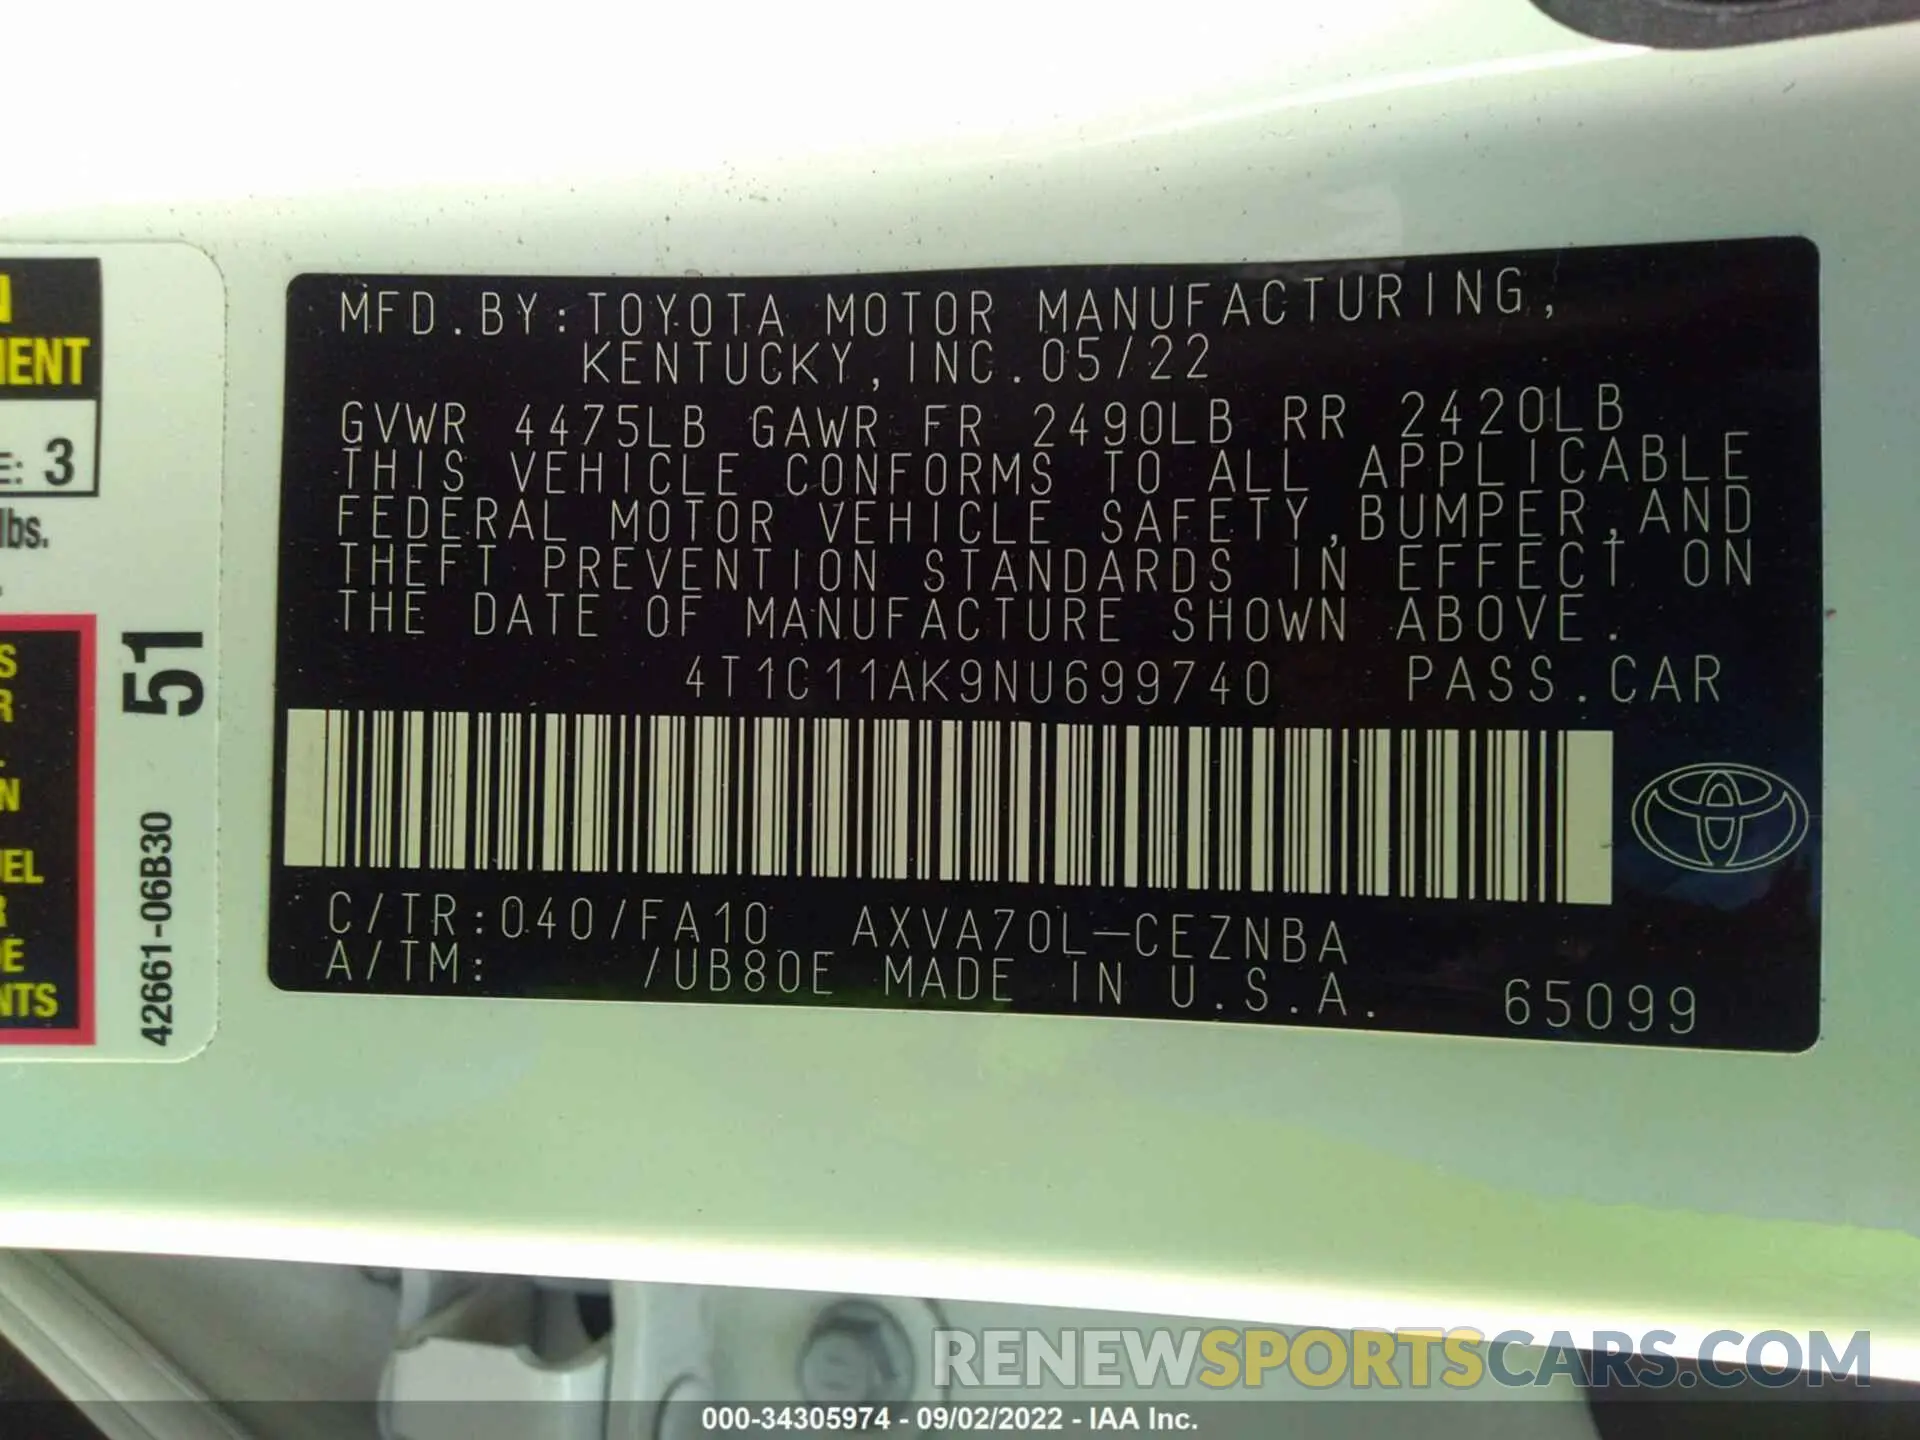 MFD.BY:TOYOTA MOTOR MANUFACTURING,
KENTUCKY,INC.05/22
GVWR 4475LB GAWR FR 2490LB RR 2420LB
THIS VEHICLE CONFORMS TO ALL APPLICABLE
FEDERAL MOTOR VEHICLE SAFETY,BUMPER,AND
THEFT PREVENTION STANDARDS IN EFFECT ON
THE DATE OF MANUFACTURE SHOWN ABOVE.
4T1C11AK9NU699740 PASS.CAR
C/TR:040/FA10 AXVA70L-CEZNBA
A/TM: /UB80E MADE IN U.S.A. 65099
E: 3
lbs.
51
42661-06B30
RENEWSPORTSCARS.COM
000-34305974 - 09/02/2022 - IAA Inc.